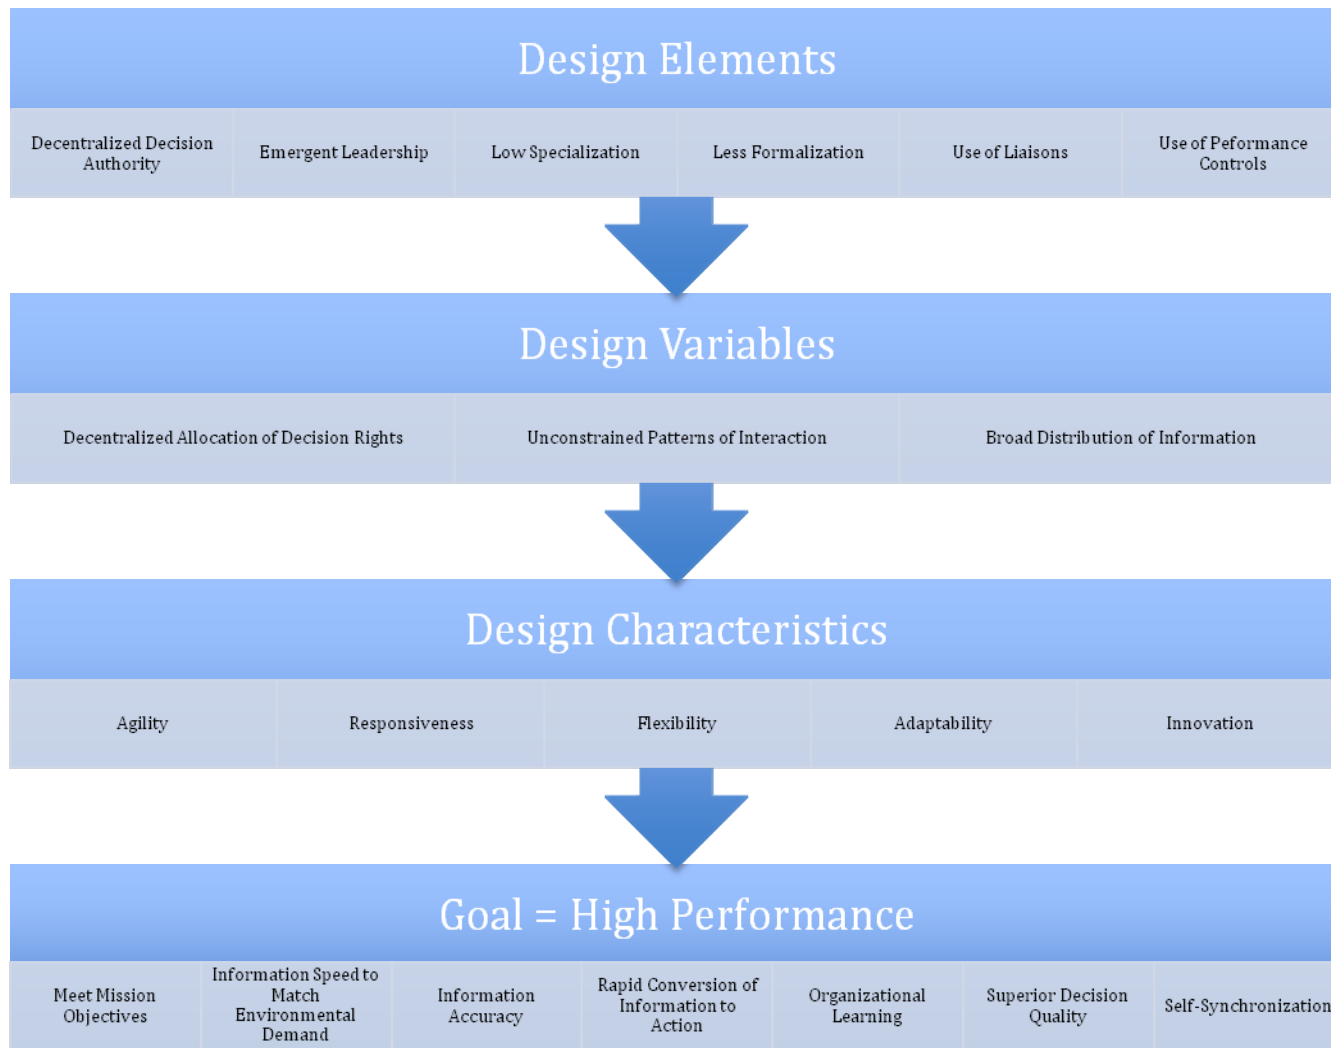 Design Elements
Decentralized Decision
Authority
Emergent Leadership
Low Specialization
Less Formalization
Use of Liaisons
Use of Peformance
Controls
Design Variables
Decentralized Allocation of Decision Rights
Unconstrained Patterns of Interaction
Broad Distribution of Information
Design Characteristics
Agility
Responsiveness
Flexibility
Adaptability
Innovation
Goal = High Performance
Meet Mission
Objectives
Information Speed to
Match
Environmental
Demand
Information
Accuracy
Rapid Conversion of
Information to
Action
Organizational
Learning
Superior Decision
Quality
Self-Synchronization